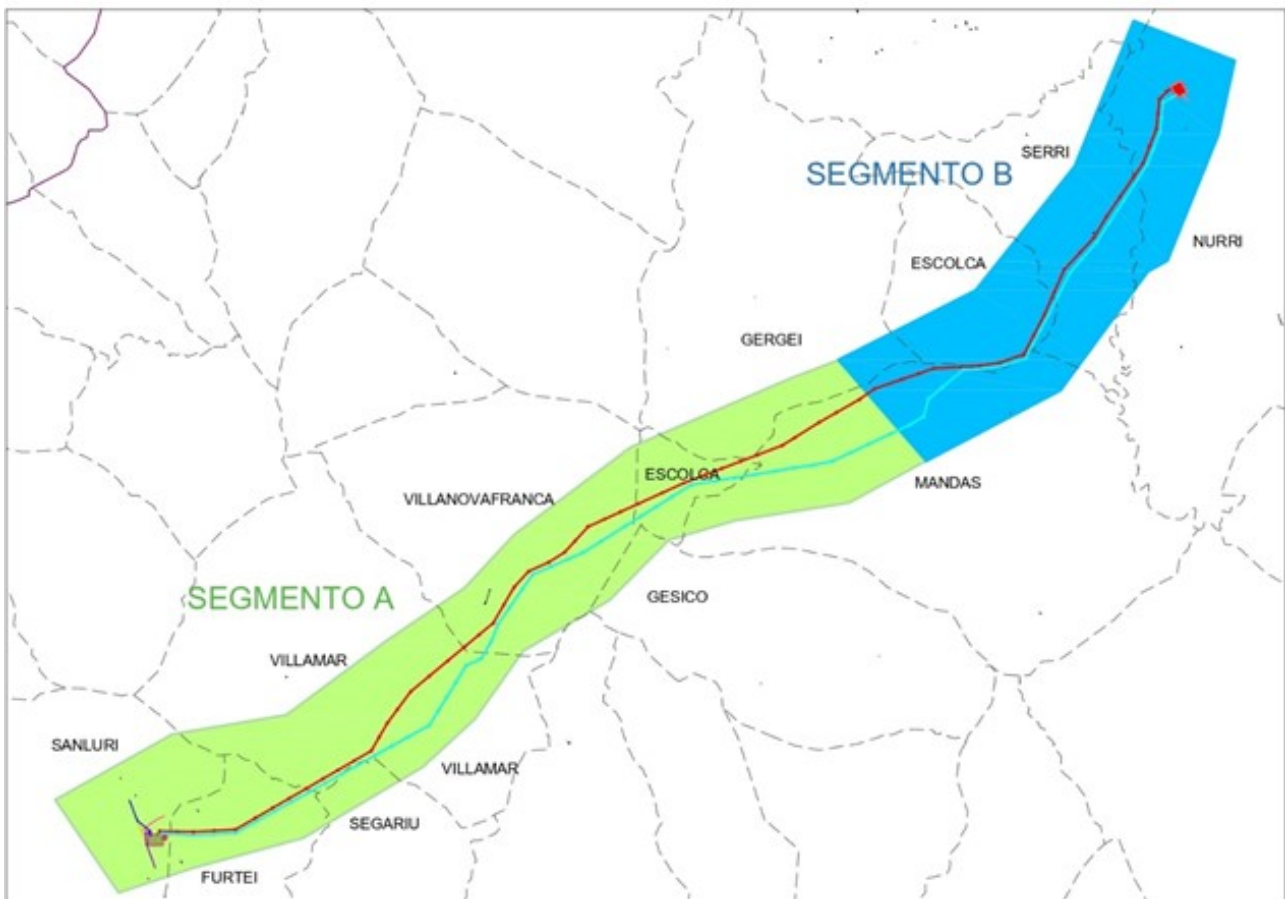 SERRI
SEGMENTO B
NURRI
ESCOLCA
GERGEI
ESCOLCA
MANDAS
VILLANOVAFRANCA
SEGMENTO A
GESICO
VILLAMAR
SANLURI
VILLAMAR
SEGARIU
FURTEI